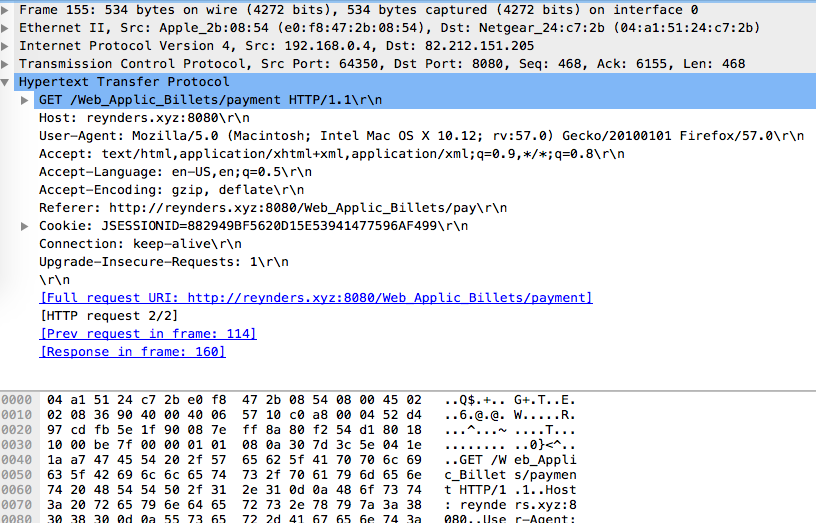 Frame 155: 534 bytes on wire (4272 bits), 534 bytes captured (4272 bits) on interface 0
Ethernet II, Src: Apple_2b:08:54 (e0:f8:47:2b:08:54), Dst: Netgear_24:c7:2b (04:a1:51:24:c7:2b)
Internet Protocol Version 4, Src: 192.168.0.4, Dst: 82.212.151.205
Transmission Control Protocol, Src Port: 64350, Dst Port: 8080, Seq: 468, Ack: 6155, Len: 468
Hypertext Transfer Protocol
GET /Web_Applic_Billets/payment HTTP/1.1\r\n
Host: reynders.xyz:8080\r\n
User-Agent: Mozilla/5.0 (Macintosh; Intel Mac OS X 10.12; rv:57.0) Gecko/20100101 Firefox/57.0\r\n
Accept: text/html,application/xhtml+xml,application/xml;q=0.9,*/*;q=0.8\r\n
Accept-Language: en-US,en;q=0.5\r\n
Accept-Encoding: gzip, deflate\r\n
Referer: http://reynders.xyz:8080/Web_Applic_Billets/pay\r\n
Cookie: JSESSIONID=882949BF5620D15E53941477596AF499\r\n
Connection: keep-alive\r\n
Upgrade-Insecure-Requests: 1\r\n
\r\n
[Full request URI: http://reynders.xyz:8080/Web_Applic_Billets/payment]
[HTTP request 2/2]
[Prev request in frame: 114]
[Response in frame: 160]
0000 04 a1 51 24 c7 2b e0 f8 47 2b 08 54 08 00 45 02 ..Q$.+.. G+.T..E.
0010 02 08 36 90 40 00 40 06 57 10 c0 a8 00 04 52 d4 ..6.@.@. W.....R.
0020 97 cd fb 5e 1f 90 08 7e ff 8a 80 f2 54 d1 80 18 ...^...~ ....T...
0030 10 00 be 7f 00 00 01 01 08 0a 30 7d 3c 5e 04 1e ........ ..0}<^..
0040 1a a7 47 45 54 20 2f 57 65 62 5f 41 70 70 6c 69 ..GET /W eb_Appli
0050 63 5f 42 69 6c 6c 65 74 73 2f 70 61 79 6d 65 6e c_Billet s/paymen
0060 74 20 48 54 54 50 2f 31 2e 31 0d 0a 48 6f 73 74 t HTTP/1 .1..Host
0070 3a 20 72 65 79 6e 64 65 72 73 2e 78 79 7a 3a 38 : reynde rs.xyz:8
0080 30 38 30 0d 0a 55 73 65 72 2d 41 67 65 6e 74 3a 080..Use r-Agent: